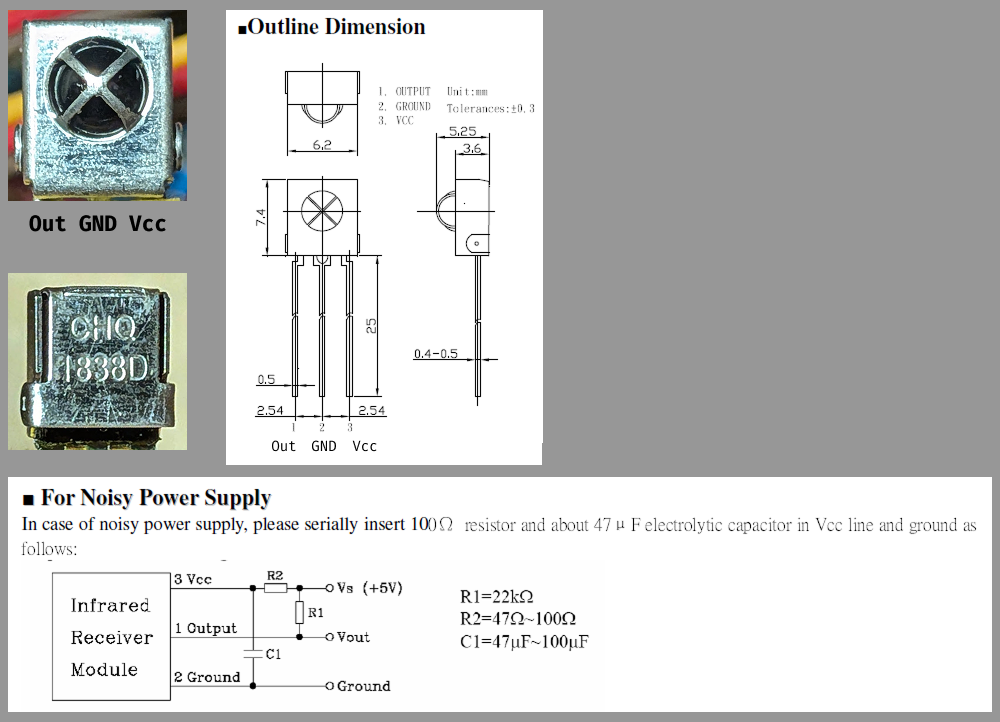 Out GND Vcc
CHQ
1838D
■Outline Dimension
1. OUTPUT Unit:mm
2. GROUND Tolerances:±0.3
3. VCC
6.2
5.25
3.6
7.4
25
0.4-0.5
0.5
2.54 2.54
1 2 3
Out GND Vcc
■ For Noisy Power Supply
In case of noisy power supply, please serially insert 100Ω resistor and about 47 μ F electrolytic capacitor in Vcc line and ground as
follows:
3 Vcc R2 Vs (+5V)
Infrared
Receiver
Module
R1
1 Output Vout
C1
2 Ground Ground
R1=22kΩ
R2=47Ω~100Ω
C1=47μF~100μF